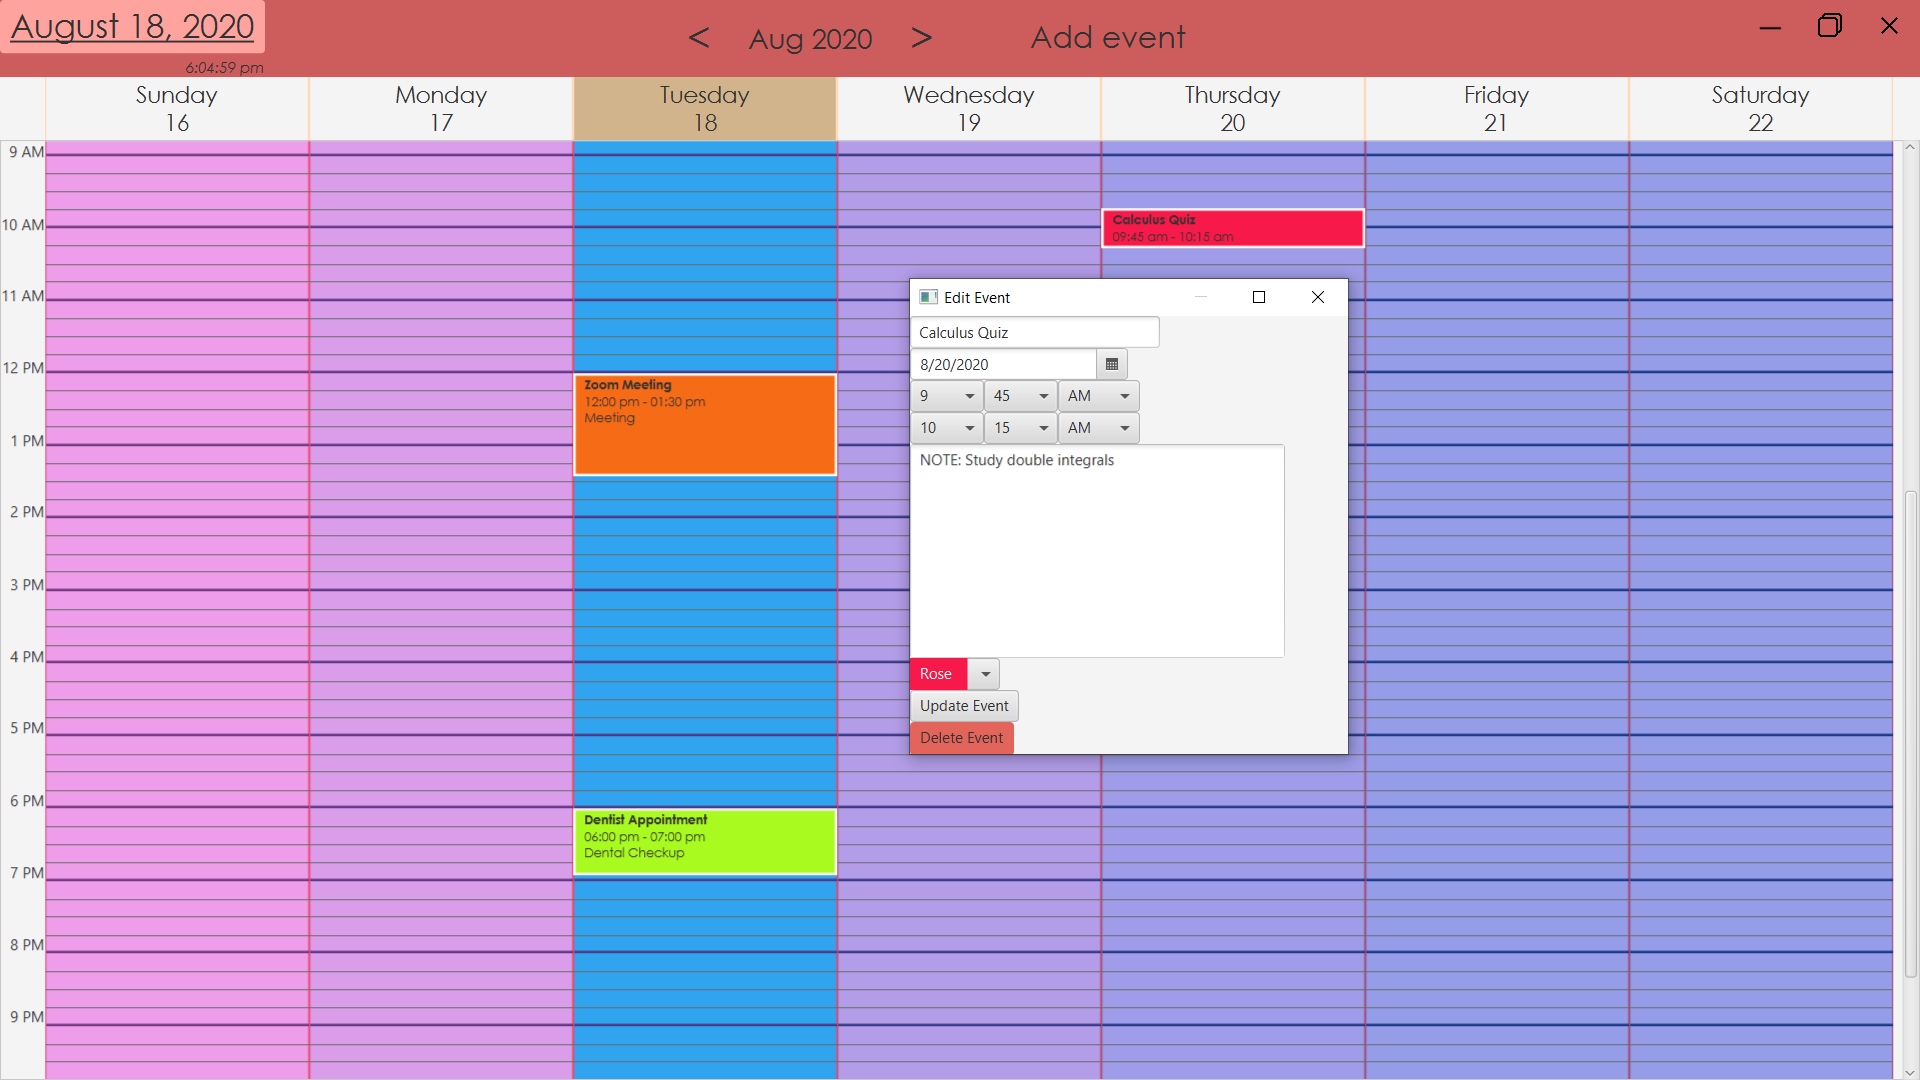 August 18, 2020
6:04:59 pm
< Aug 2020 >
Add event
Sunday
16
Monday
17
Tuesday
18
Wednesday
19
Thursday
20
Friday
21
Saturday
22
9 AM
10 AM
11 AM
12 PM
1 PM
2 PM
3 PM
4 PM
5 PM
6 PM
7 PM
8 PM
9 PM
Calculus Quiz
09:45 am - 10:15 am
Zoom Meeting
12:00 pm - 01:30 pm
Meeting
Dentist Appointment
06:00 pm - 07:00 pm
Dental Checkup
Edit Event
Calculus Quiz
8/20/2020
9 45 AM
10 15 AM
NOTE: Study double integrals
Rose
Update Event
Delete Event